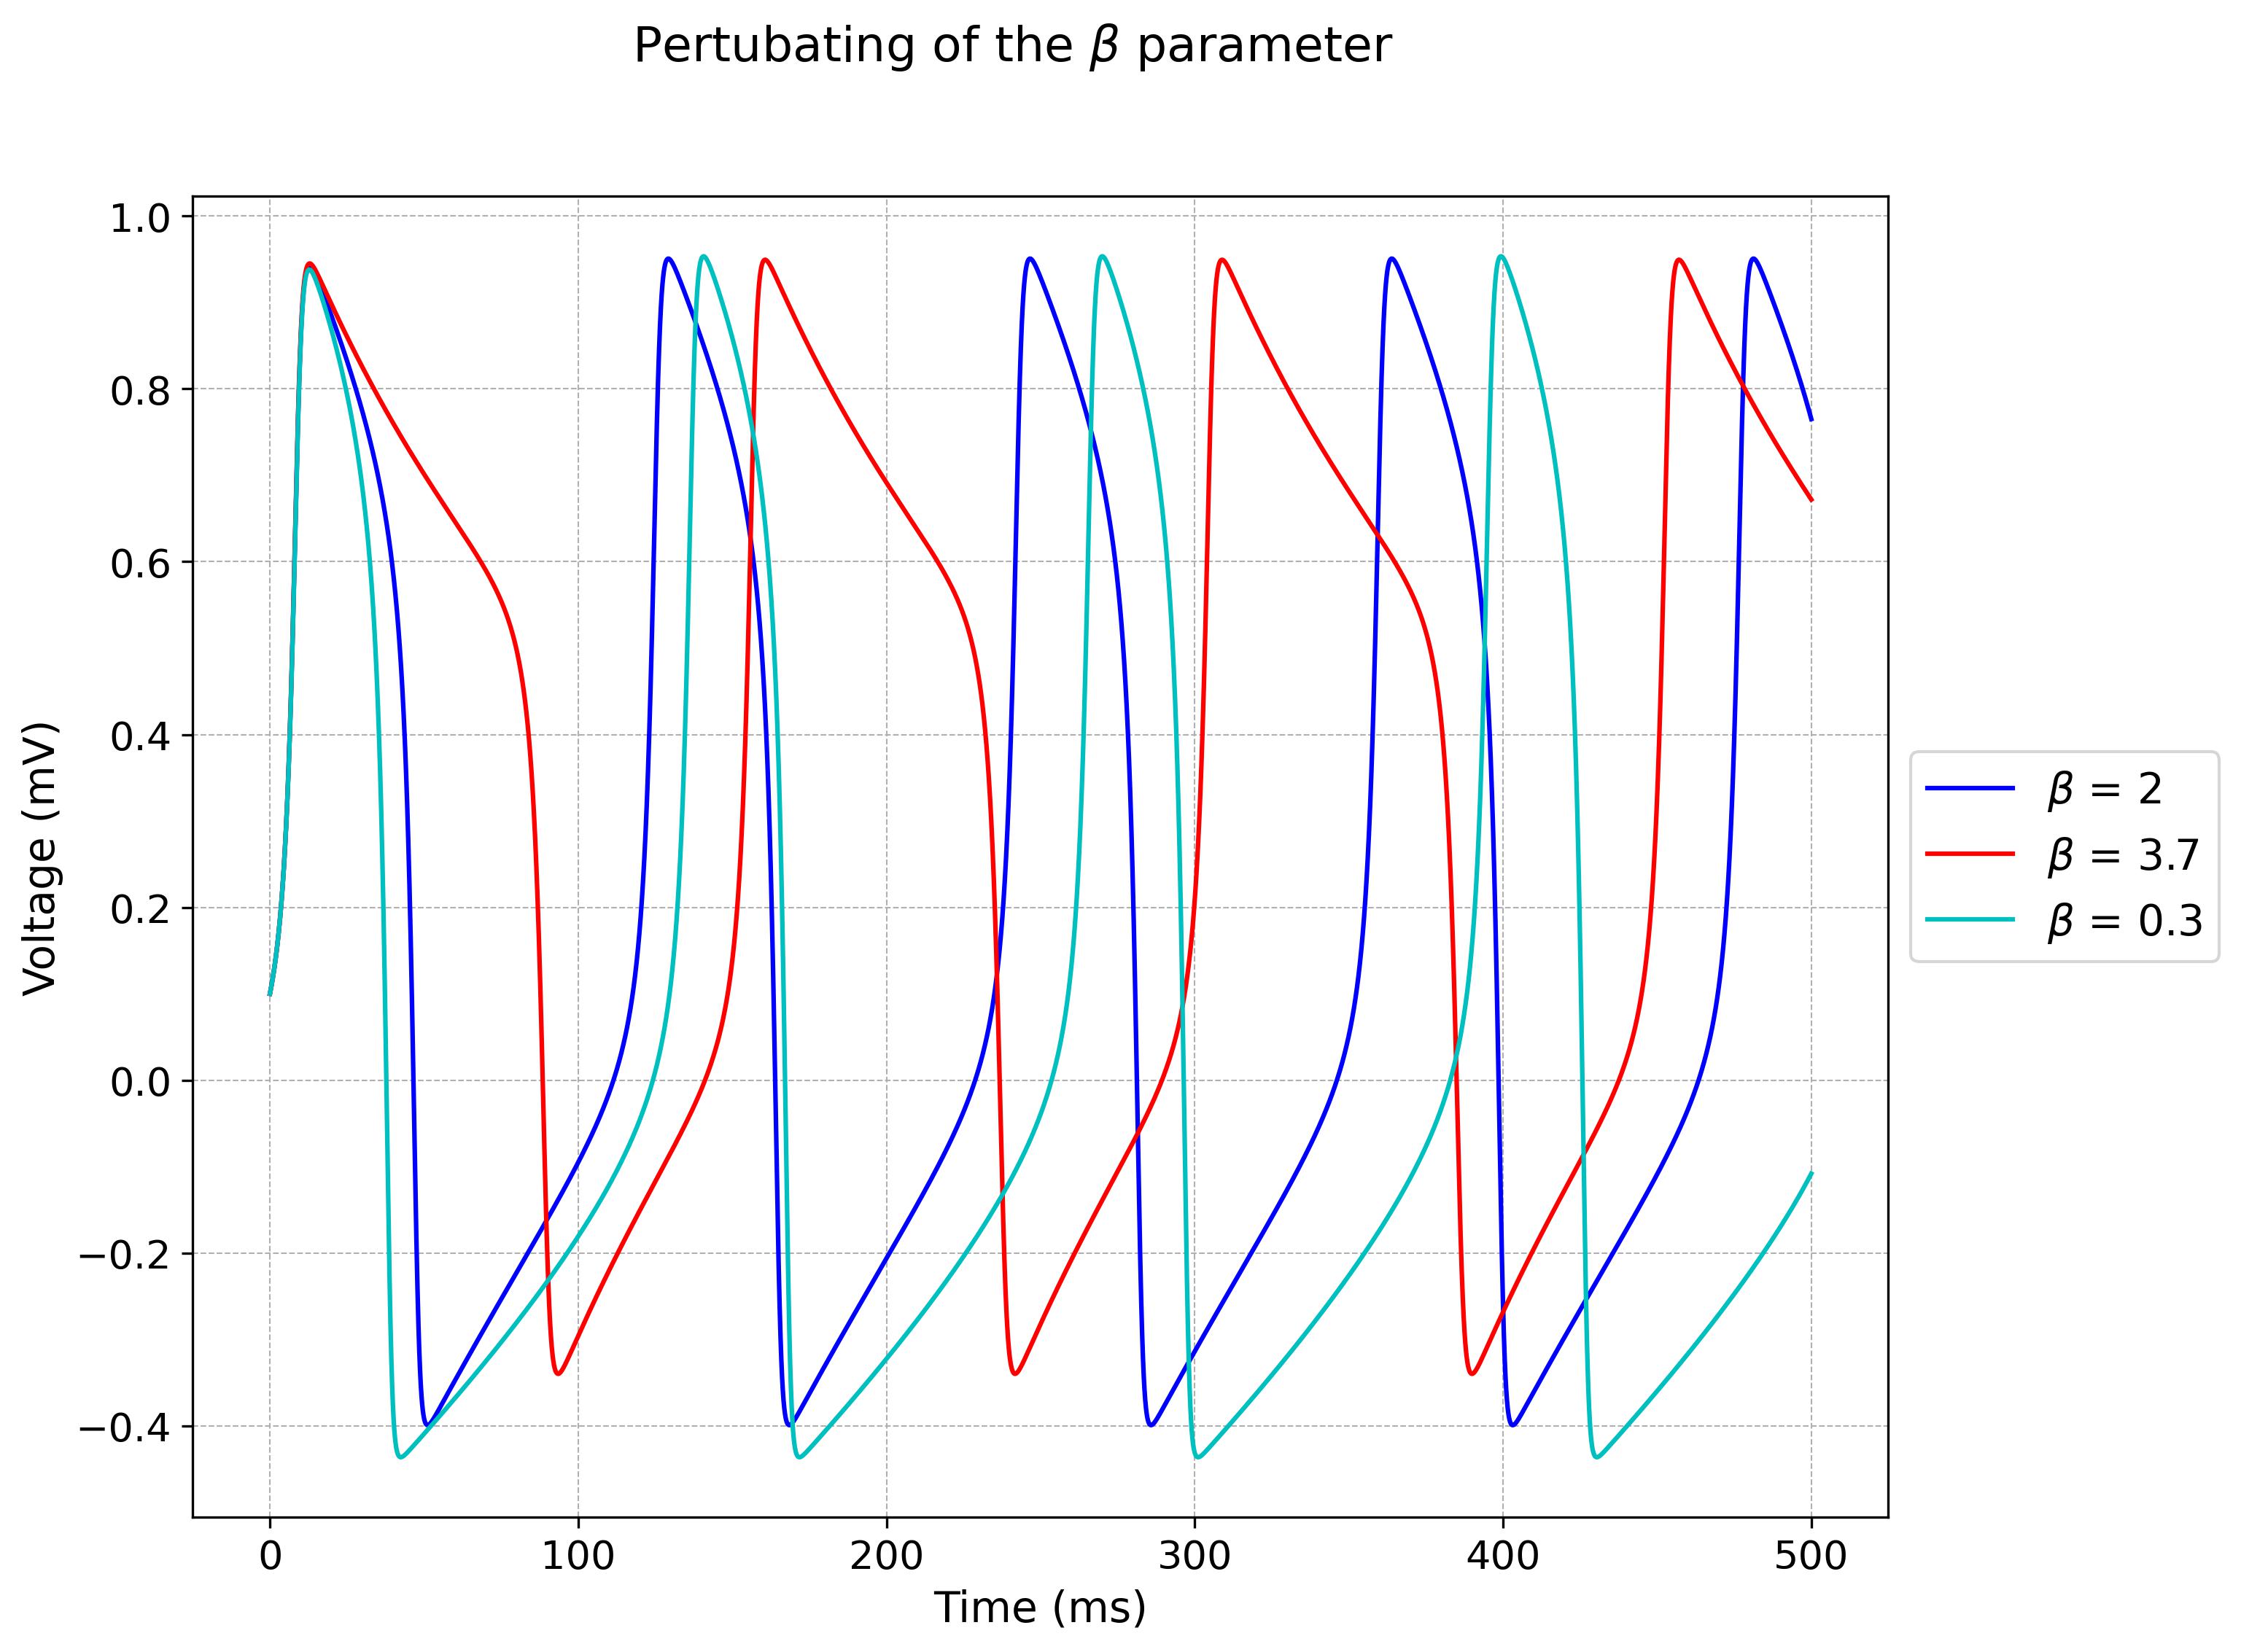 Pertubating of the β parameter
1.0
0.8
0.6
0.4
0.2
0.0
−0.2
−0.4
Voltage (mV)
0 100 200 300 400 500
Time (ms)
β = 2
β = 3.7
β = 0.3